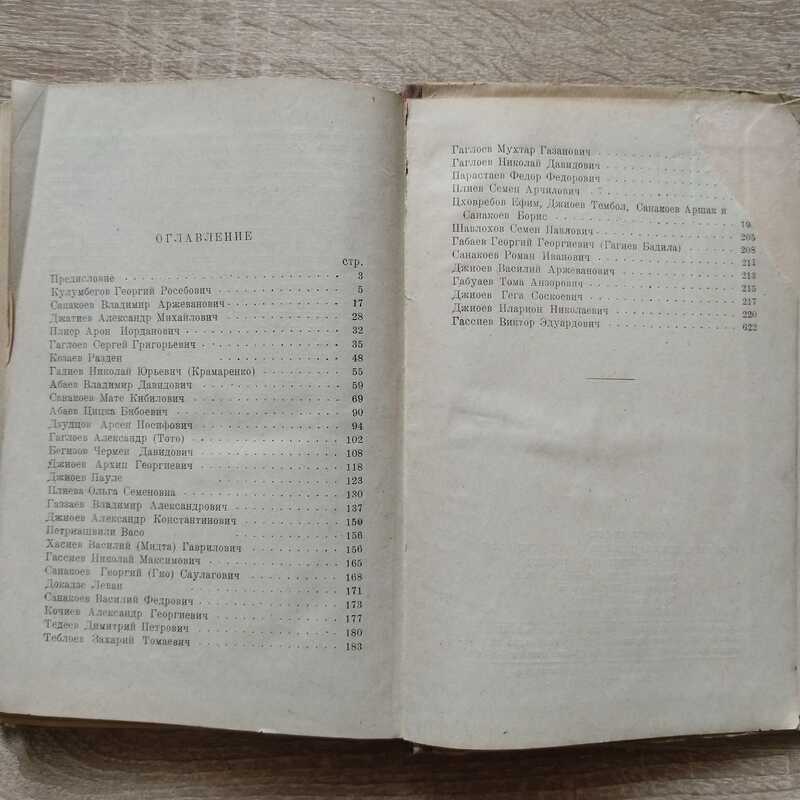 ОГЛАВЛЕНИЕ
стр.
Предисловие 3
Кулумбегов Георгий Росебович 5
Санакоев Владимир Аржеванович 17
Джатиев Александр Михайлович 28
Плиер Арон Иорданович 32
Гаглоев Сергей Григорьевич 35
Козаев Разден 48
Гадиев Николай Юрьевич (Крамаренко) 55
Абаев Владимир Давидович 59
Санакоев Мате Кибилович 69
Абаев Цицка Бибоевич 90
Дзудцов Арсен Иосифович 94
Гаглоев Александр (Тото) 102
Бегизов Чермен Давидович 108
Джиоев Архип Георгиевич 118
Джиоев Пауле 123
Плиева Ольга Семеновна 130
Газзаев Владимир Александрович 137
Джиоев Александр Константинович 150
Петриашвили Васо 156
Хасиев Василий (Мидта) Гаврилович 156
Гассиев Николай Максимович 165
Санакоев Георгий (Гио) Саулагович 168
Докадзе Леван 171
Санакоев Василий Федрович 173
Кочиев Александр Георгиевич 177
Тедеев Димитрий Петрович 180
Теблоев Захарий Томаевич 183
Гаглоев Мухтар Газанович
Гаглоев Николай Давидович
Парастаев Федор Федорович
Плиев Семен Арчилович
Цховребов Ефим, Джиоев Тембол, Санакоев Аршак и
Санакоев Борис
Шавлохов Семен Павлович 205
Габаев Георгий Георгиевич (Гагиев Бадила) 208
Санакоев Роман Иванович 211
Джиоев Василий Аржеванович 213
Габуаев Тома Анзорович 215
Джиоев Гега Соскоевич 217
Джиоев Иларион Николаевич 220
Гассиев Виктор Эдуардович 622